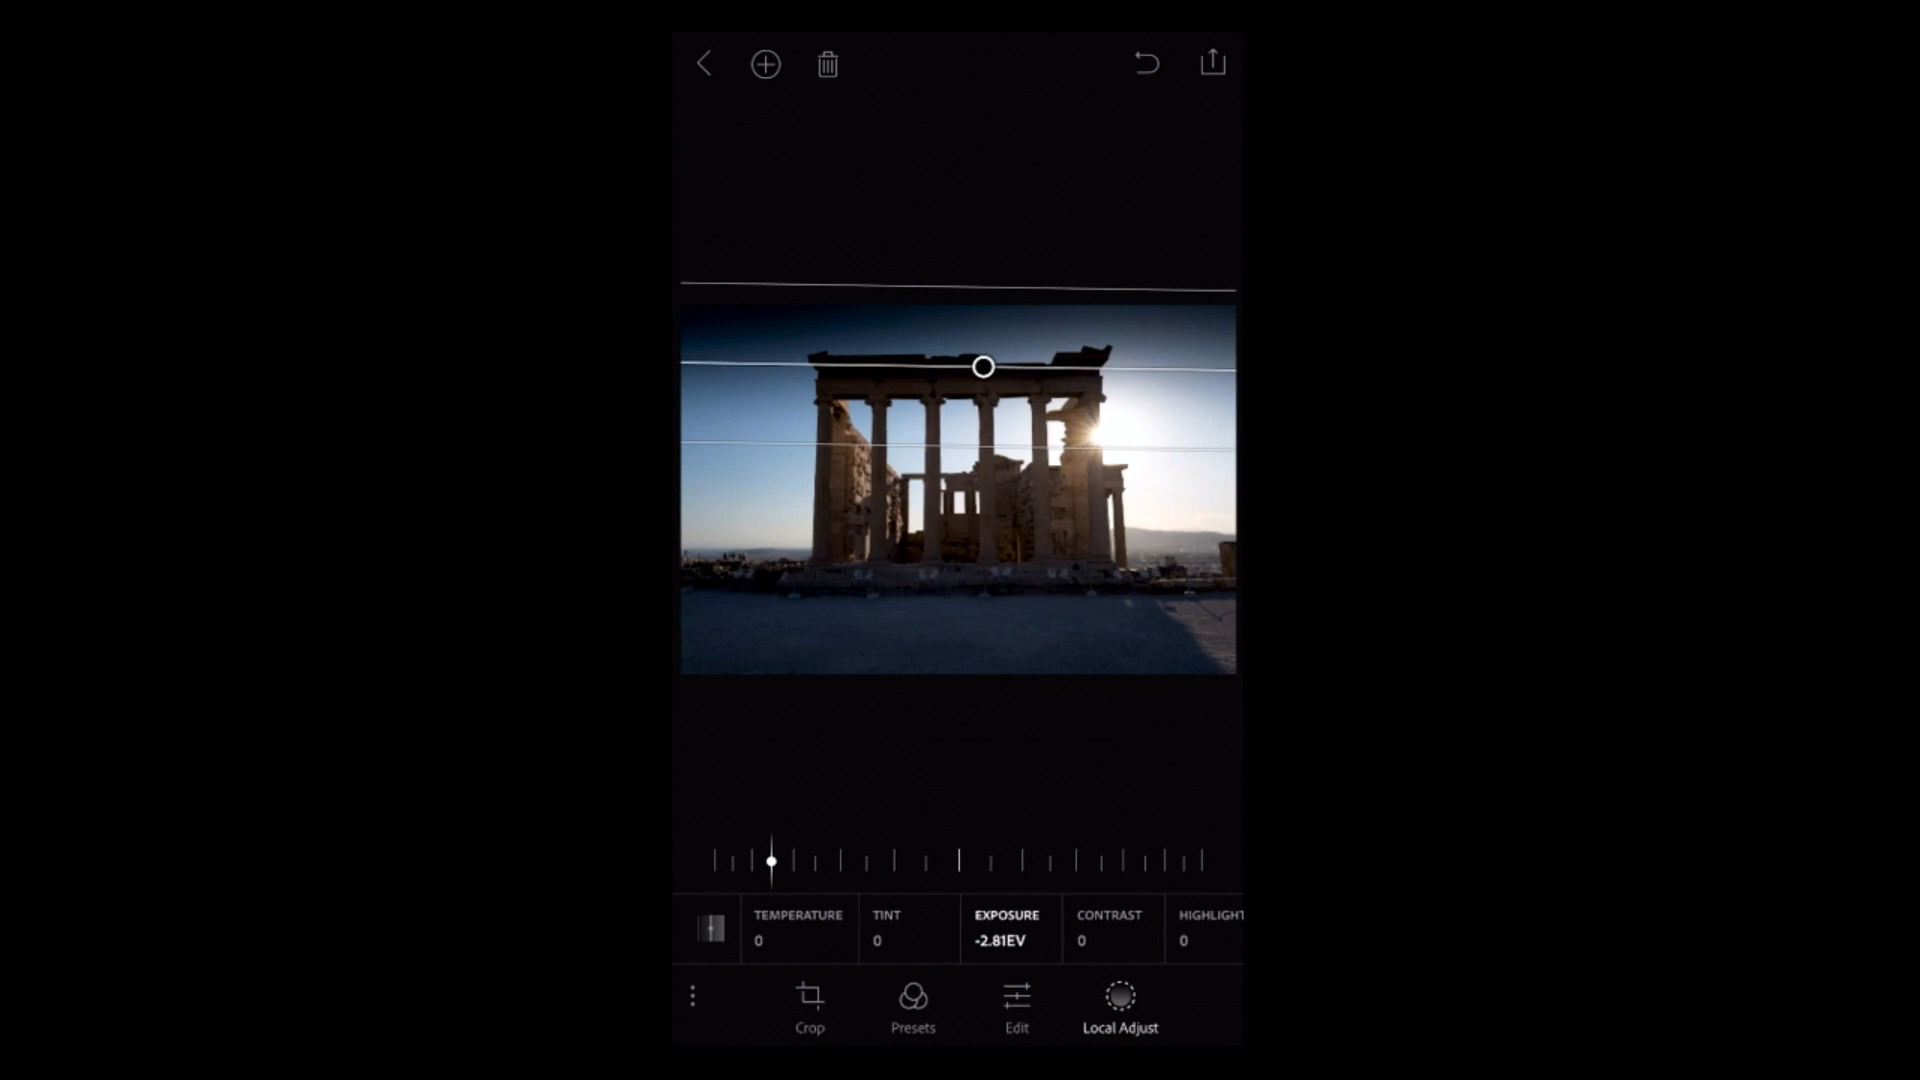 TEMPERATURE TINT EXPOSURE CONTRAST HIGHLIGHT
0 0 -2.81EV 0 0
Crop Presets Edit Local Adjust